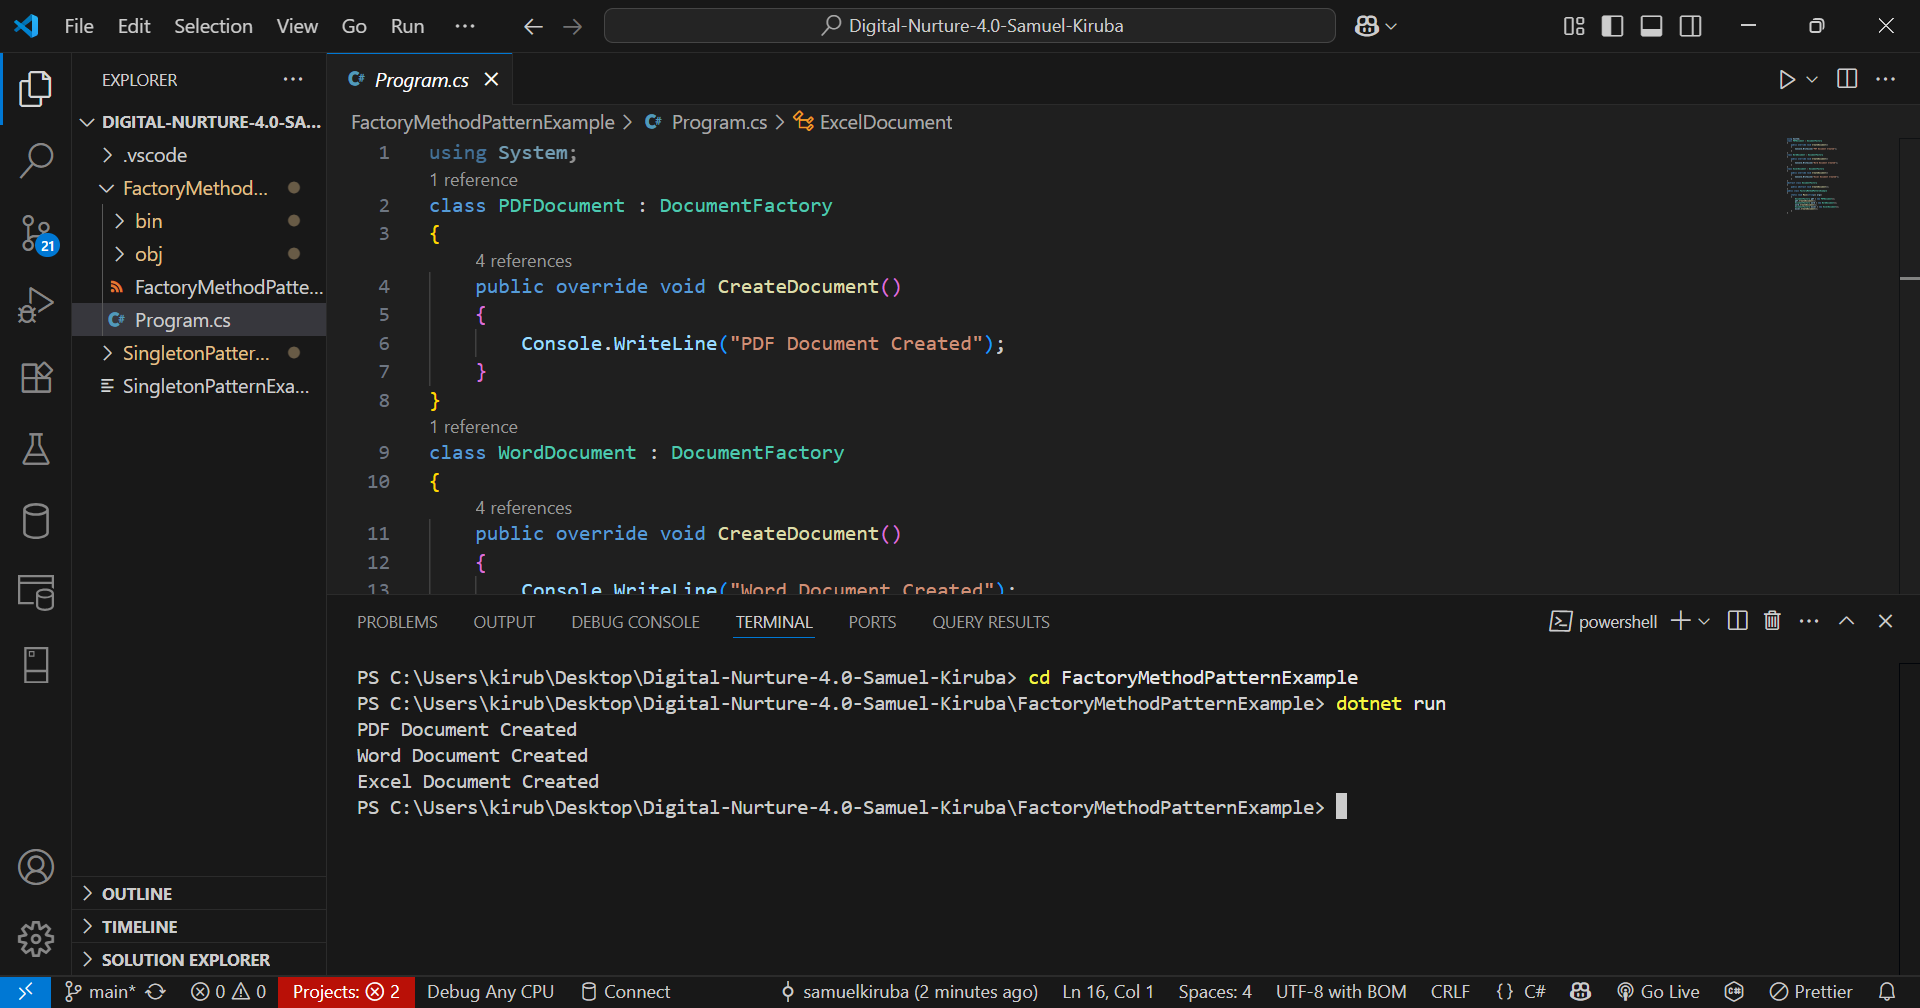 File Edit Selection View Go Run ···
Digital-Nurture-4.0-Samuel-Kiruba
EXPLORER ···
DIGITAL-NURTURE-4.0-SA...
.vscode
FactoryMethod...
bin
obj
FactoryMethodPatte...
C# Program.cs
SingletonPatter...
SingletonPatternExa...
OUTLINE
TIMELINE
SOLUTION EXPLORER
21
C# Program.cs
FactoryMethodPatternExample > C# Program.cs > ExcelDocument
1 using System;
1 reference
2 class PDFDocument : DocumentFactory
3 {
4 references
4 public override void CreateDocument()
5 {
6 Console.WriteLine("PDF Document Created");
7 }
8 }
1 reference
9 class WordDocument : DocumentFactory
10 {
4 references
11 public override void CreateDocument()
12 {
13 Console.WriteLine("Word Document Created");
PROBLEMS OUTPUT DEBUG CONSOLE TERMINAL PORTS QUERY RESULTS
powershell
PS C:\Users\kirub\Desktop\Digital-Nurture-4.0-Samuel-Kiruba> cd FactoryMethodPatternExample
PS C:\Users\kirub\Desktop\Digital-Nurture-4.0-Samuel-Kiruba\FactoryMethodPatternExample> dotnet run
PDF Document Created
Word Document Created
Excel Document Created
PS C:\Users\kirub\Desktop\Digital-Nurture-4.0-Samuel-Kiruba\FactoryMethodPatternExample>
main* 0 0 Projects: 2 Debug Any CPU Connect samuelkiruba (2 minutes ago) Ln 16, Col 1 Spaces: 4 UTF-8 with BOM CRLF {} C# Go Live Prettier